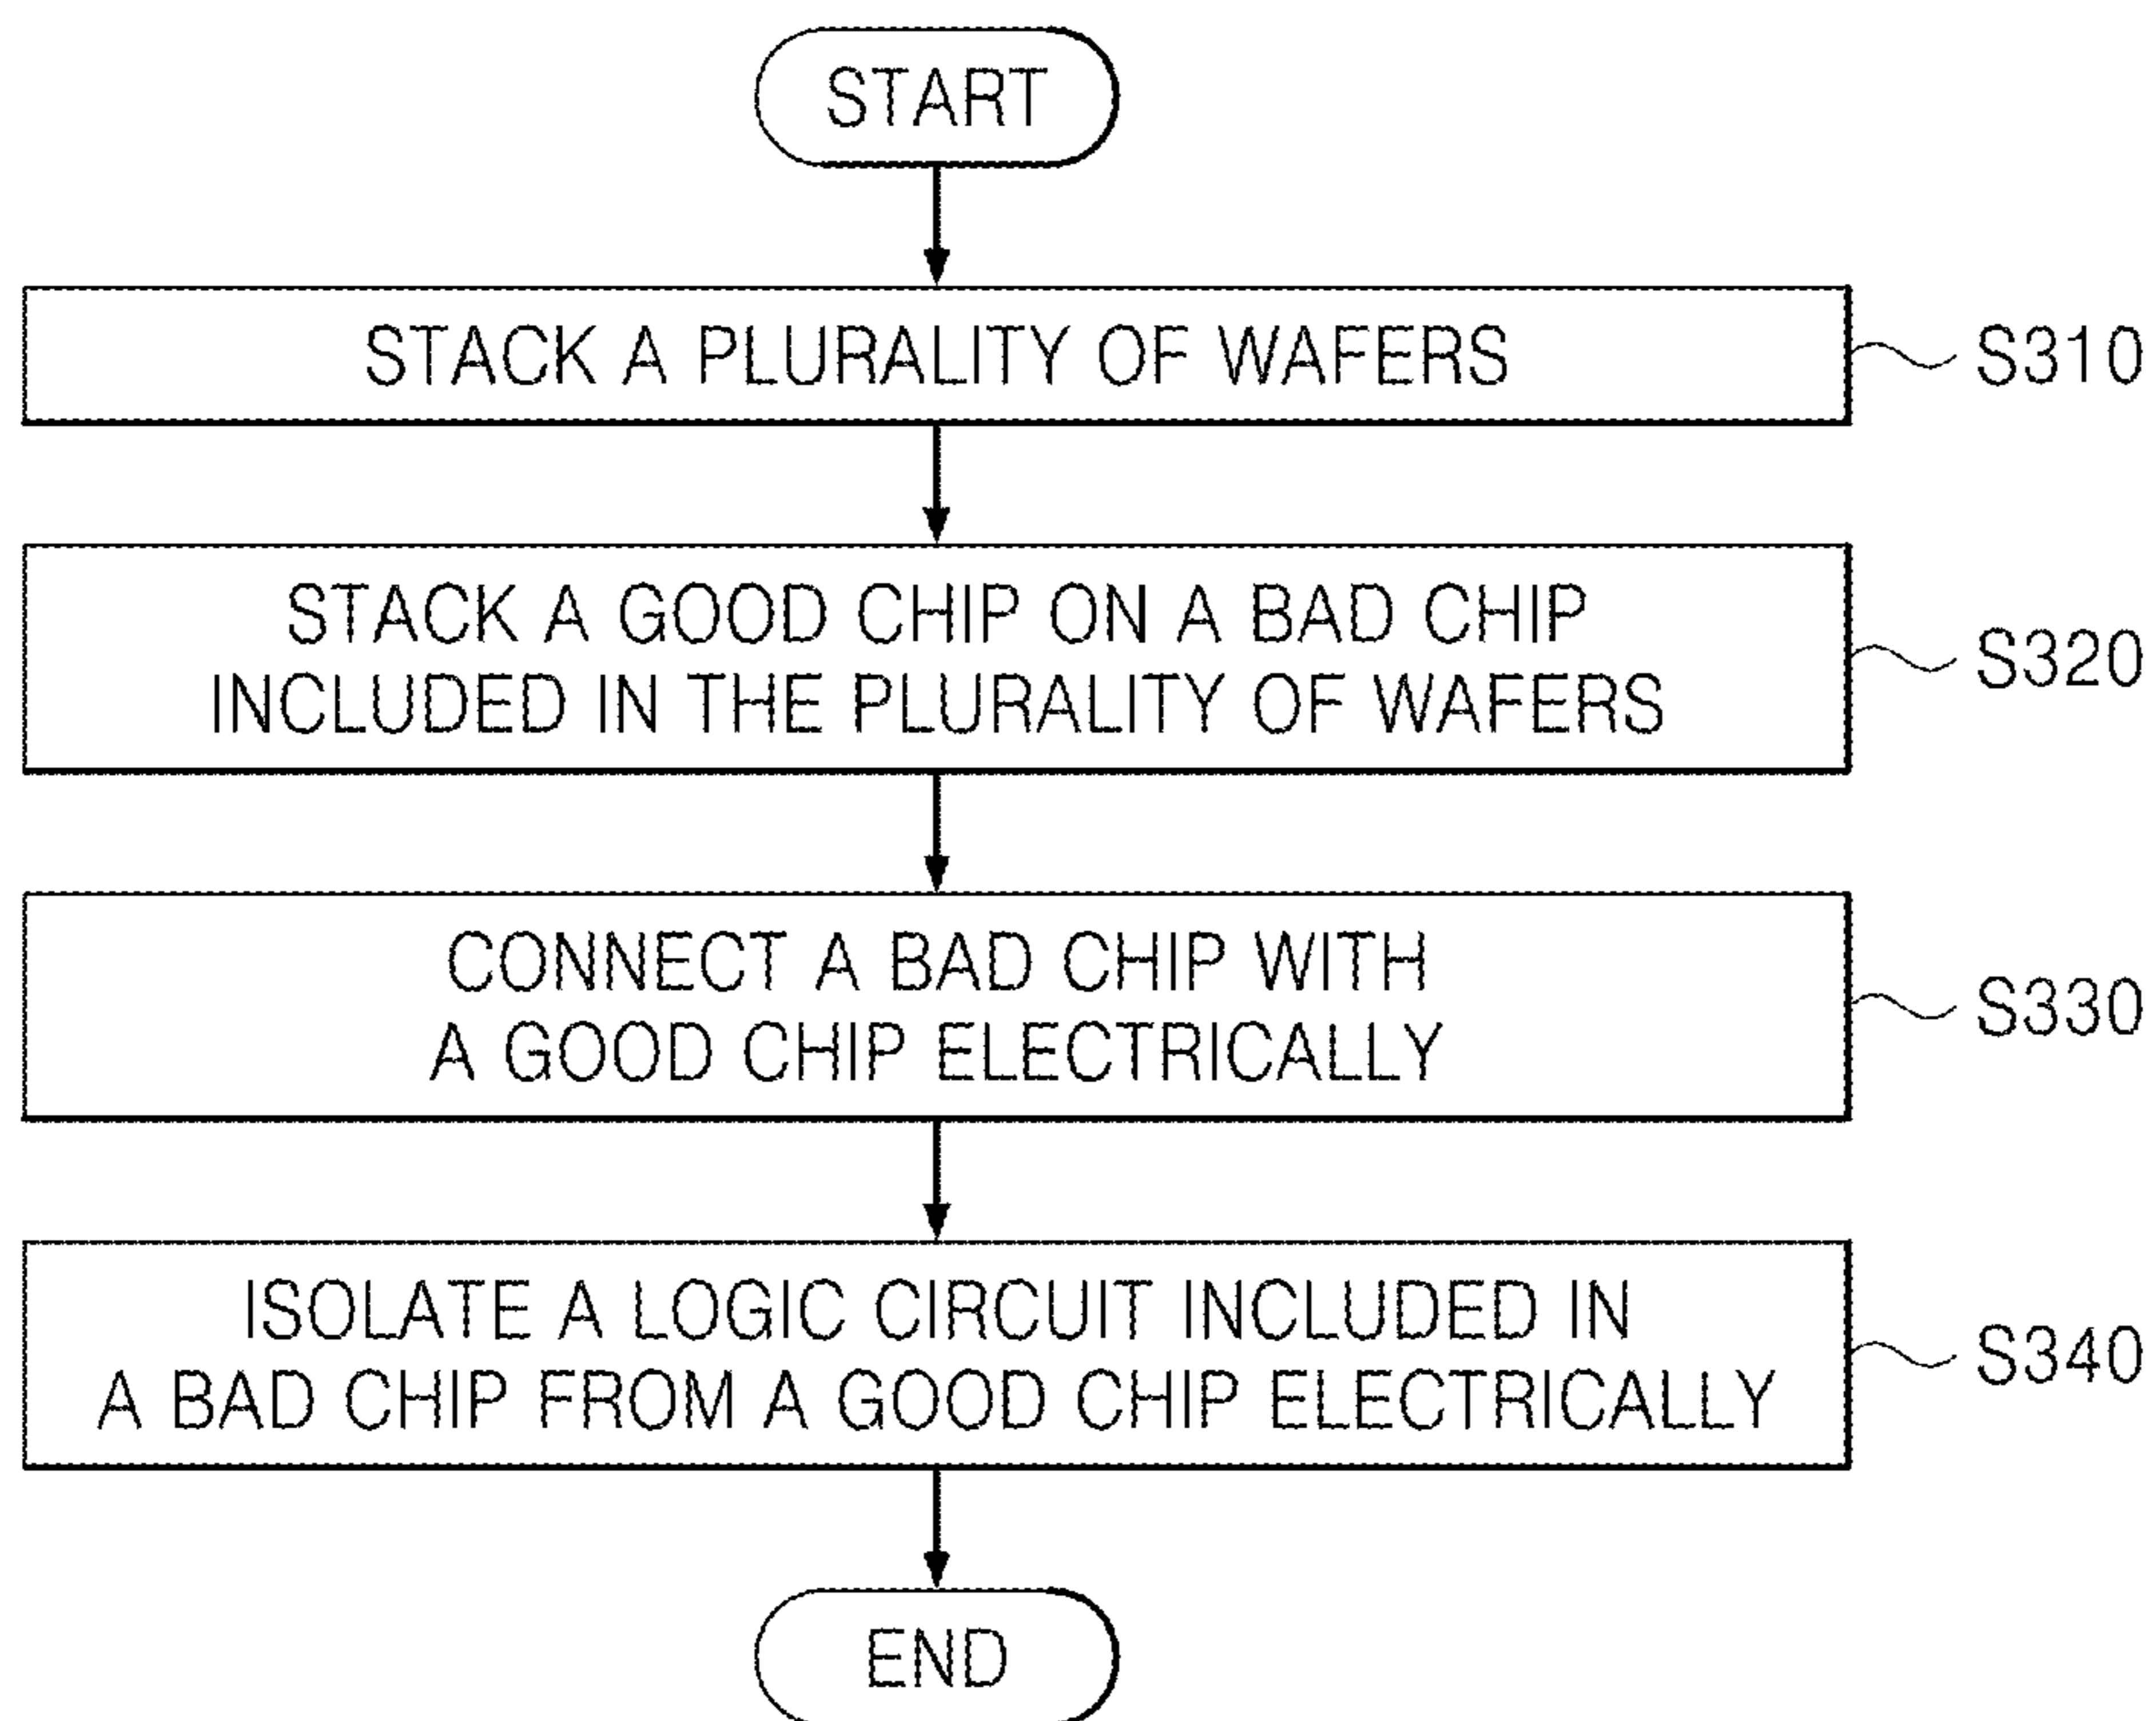 START
STACK A PLURALITY OF WAFERS
S310
STACK A GOOD CHIP ON A BAD CHIP
INCLUDED IN THE PLURALITY OF WAFERS
S320
CONNECT A BAD CHIP WITH
A GOOD CHIP ELECTRICALLY
S330
ISOLATE A LOGIC CIRCUIT INCLUDED IN
A BAD CHIP FROM A GOOD CHIP ELECTRICALLY
S340
END